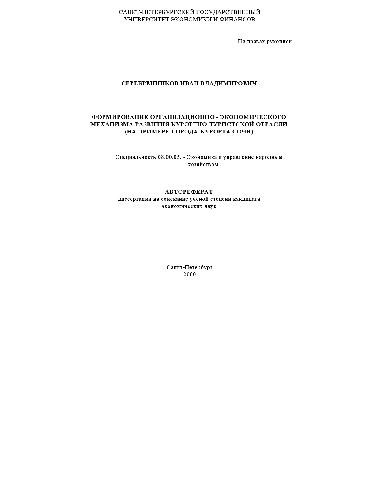 САНКТ-ПЕТЕРБУРГСКИЙ ГОСУДАРСТВЕННЫЙ
УНИВЕРСИТЕТ ЭКОНОМИКИ И ФИНАНСОВ
На правах рукописи
СЕРЕБРЯННИКОВ ИВАН ВЛАДИМИРОВИЧ
ФОРМИРОВАНИЕ ОРГАНИЗАЦИОННО - ЭКОНОМИЧЕСКОГО
МЕХАНИЗМА РАЗВИТИЯ КУРОРТНО-ТУРИСТСКОЙ ОТРАСЛИ
(НА ПРИМЕРЕ ГОРОДА-КУРОРТА СОЧИ)
Специальность 08.00.05. - Экономика и управление народным
хозяйством
АВТОРЕФЕРАТ
диссертации на соискание ученой степени кандидата
экономических наук
Санкт-Петербург